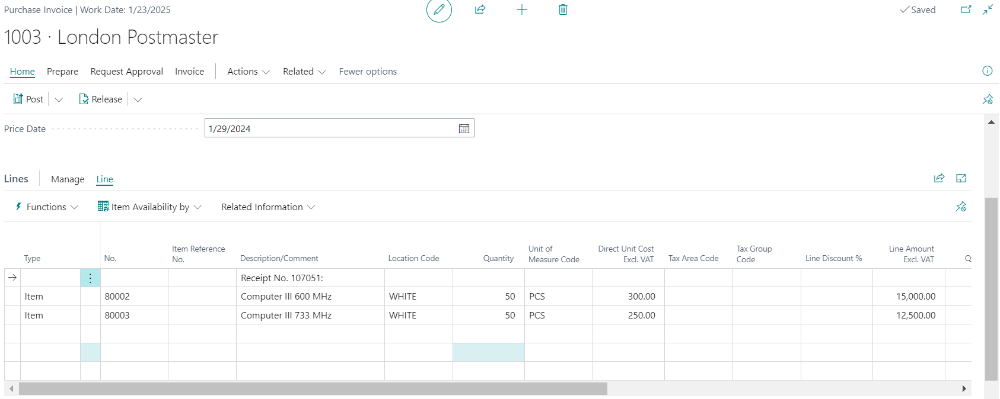 Purchase Invoice | Work Date: 1/23/2025
Saved
1003 · London Postmaster
Home Prepare Request Approval Invoice Actions Related Fewer options
Post Release
Price Date 1/29/2024
Lines Manage Line
Functions Item Availability by Related Information
Type No. Item Reference No. Description/Comment Location Code Quantity Unit of Measure Code Direct Unit Cost Excl. VAT Tax Area Code Tax Group Code Line Discount % Line Amount Excl. VAT Q
Receipt No. 107051:
Item 80002 Computer III 600 MHz WHITE 50 PCS 300.00 15,000.00
Item 80003 Computer III 733 MHz WHITE 50 PCS 250.00 12,500.00